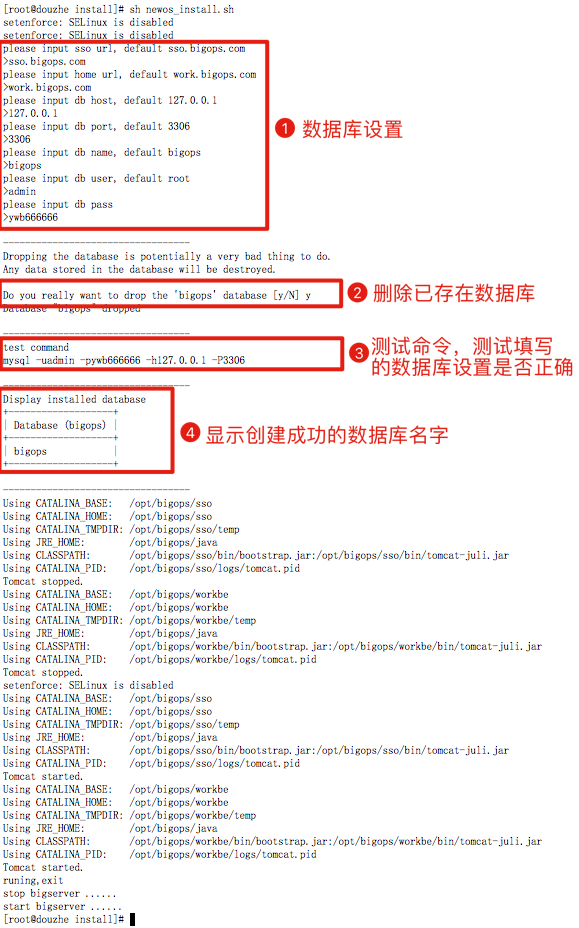 [root@douzhe install]# sh newos_install.sh
setenforce: SELinux is disabled
setenforce: SELinux is disabled
please input sso url, default sso.bigops.com
>sso.bigops.com
please input home url, default work.bigops.com
>work.bigops.com
please input db host, default 127.0.0.1
>127.0.0.1
please input db port, default 3306
>3306
please input db name, default bigops
>bigops
please input db user, default root
>admin
please input db pass
>ywb666666
1 数据库设置
----------------------------------
Dropping the database is potentially a very bad thing to do.
Any data stored in the database will be destroyed.
Do you really want to drop the 'bigops' database [y/N] y
2 删除已存在数据库
Database "bigops" dropped
----------------------------------
test command
mysql -uadmin -pywb666666 -h127.0.0.1 -P3306
3 测试命令，测试填写
的数据库设置是否正确
----------------------------------
Display installed database
+-------------------+
| Database (bigops) |
+-------------------+
| bigops            |
+-------------------+
4 显示创建成功的数据库名字
----------------------------------
Using CATALINA_BASE:   /opt/bigops/sso
Using CATALINA_HOME:   /opt/bigops/sso
Using CATALINA_TMPDIR: /opt/bigops/sso/temp
Using JRE_HOME:        /opt/bigops/java
Using CLASSPATH:       /opt/bigops/sso/bin/bootstrap.jar:/opt/bigops/sso/bin/tomcat-juli.jar
Using CATALINA_PID:    /opt/bigops/sso/logs/tomcat.pid
Tomcat stopped.
Using CATALINA_BASE:   /opt/bigops/workbe
Using CATALINA_HOME:   /opt/bigops/workbe
Using CATALINA_TMPDIR: /opt/bigops/workbe/temp
Using JRE_HOME:        /opt/bigops/java
Using CLASSPATH:       /opt/bigops/workbe/bin/bootstrap.jar:/opt/bigops/workbe/bin/tomcat-juli.jar
Using CATALINA_PID:    /opt/bigops/workbe/logs/tomcat.pid
Tomcat stopped.
setenforce: SELinux is disabled
Using CATALINA_BASE:   /opt/bigops/sso
Using CATALINA_HOME:   /opt/bigops/sso
Using CATALINA_TMPDIR: /opt/bigops/sso/temp
Using JRE_HOME:        /opt/bigops/java
Using CLASSPATH:       /opt/bigops/sso/bin/bootstrap.jar:/opt/bigops/sso/bin/tomcat-juli.jar
Using CATALINA_PID:    /opt/bigops/sso/logs/tomcat.pid
Tomcat started.
Using CATALINA_BASE:   /opt/bigops/workbe
Using CATALINA_HOME:   /opt/bigops/workbe
Using CATALINA_TMPDIR: /opt/bigops/workbe/temp
Using JRE_HOME:        /opt/bigops/java
Using CLASSPATH:       /opt/bigops/workbe/bin/bootstrap.jar:/opt/bigops/workbe/bin/tomcat-juli.jar
Using CATALINA_PID:    /opt/bigops/workbe/logs/tomcat.pid
Tomcat started.
runing,exit
stop bigserver ......
start bigserver ......
[root@douzhe install]#